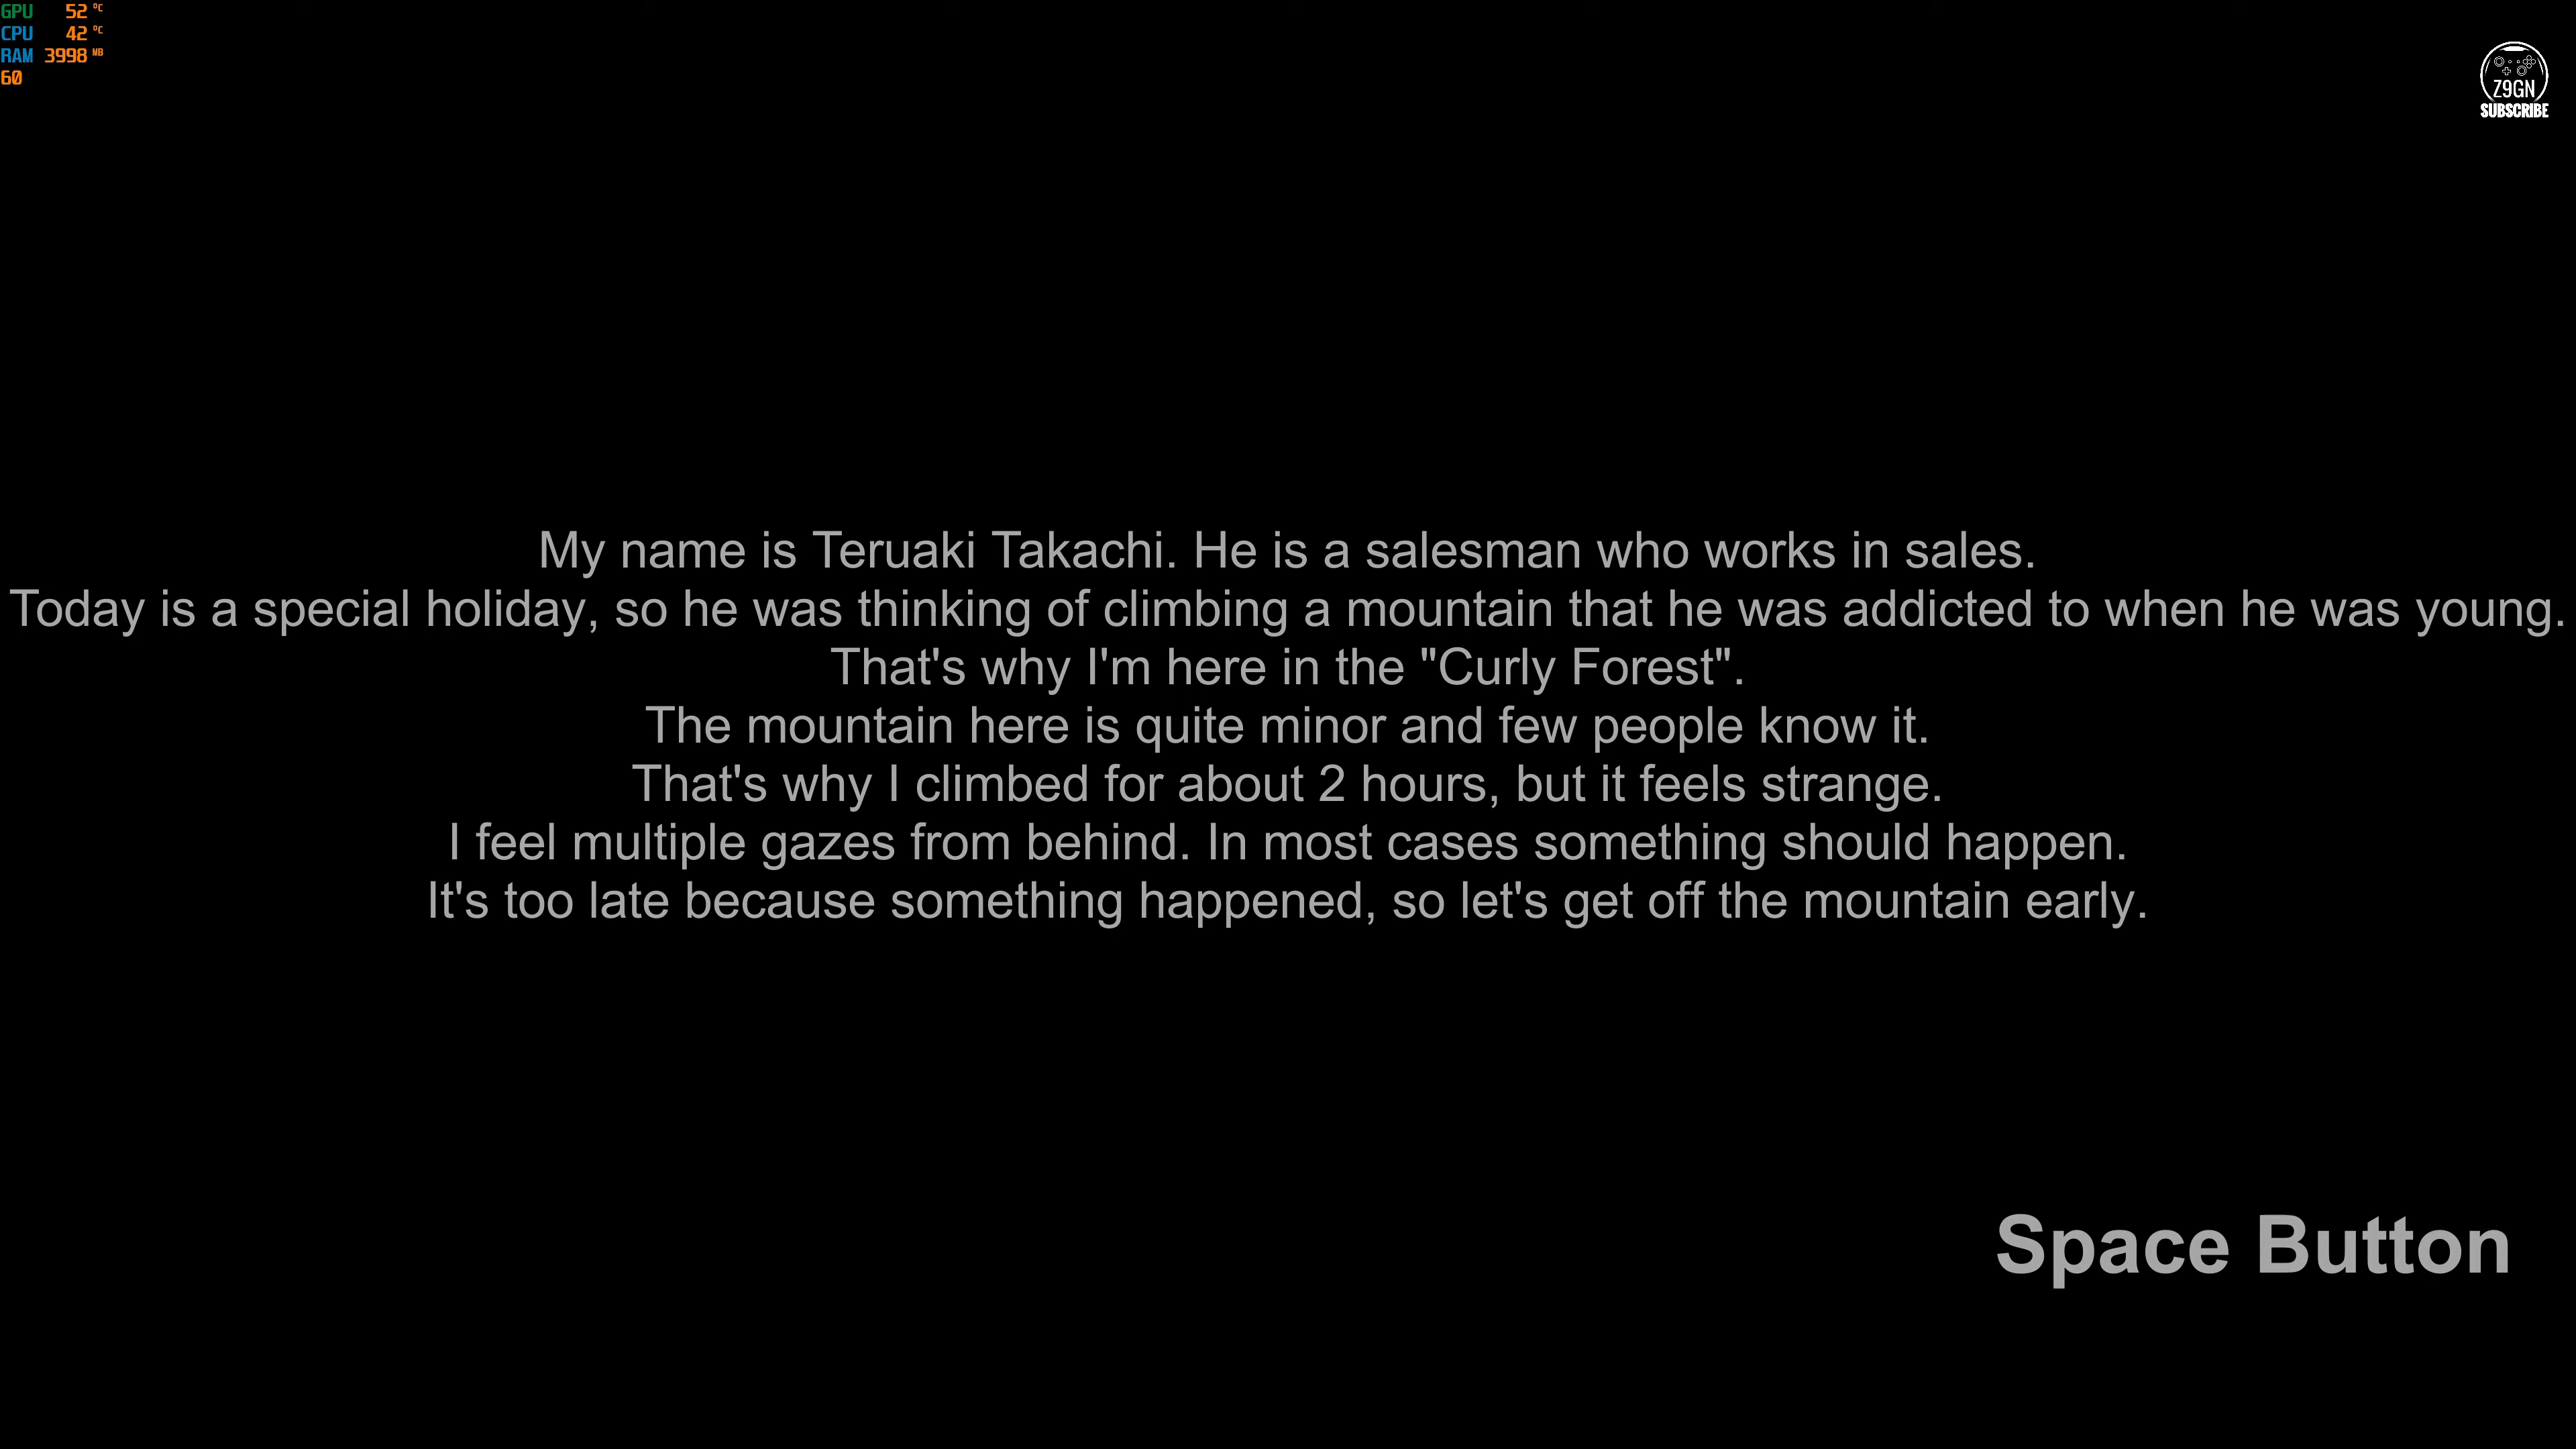 GPU 52 °C
CPU 42 °C
RAM 3998 MB
60
Z9GN
SUBSCRIBE
My name is Teruaki Takachi. He is a salesman who works in sales.
Today is a special holiday, so he was thinking of climbing a mountain that he was addicted to when he was young.
That's why I'm here in the "Curly Forest".
The mountain here is quite minor and few people know it.
That's why I climbed for about 2 hours, but it feels strange.
I feel multiple gazes from behind. In most cases something should happen.
It's too late because something happened, so let's get off the mountain early.
Space Button